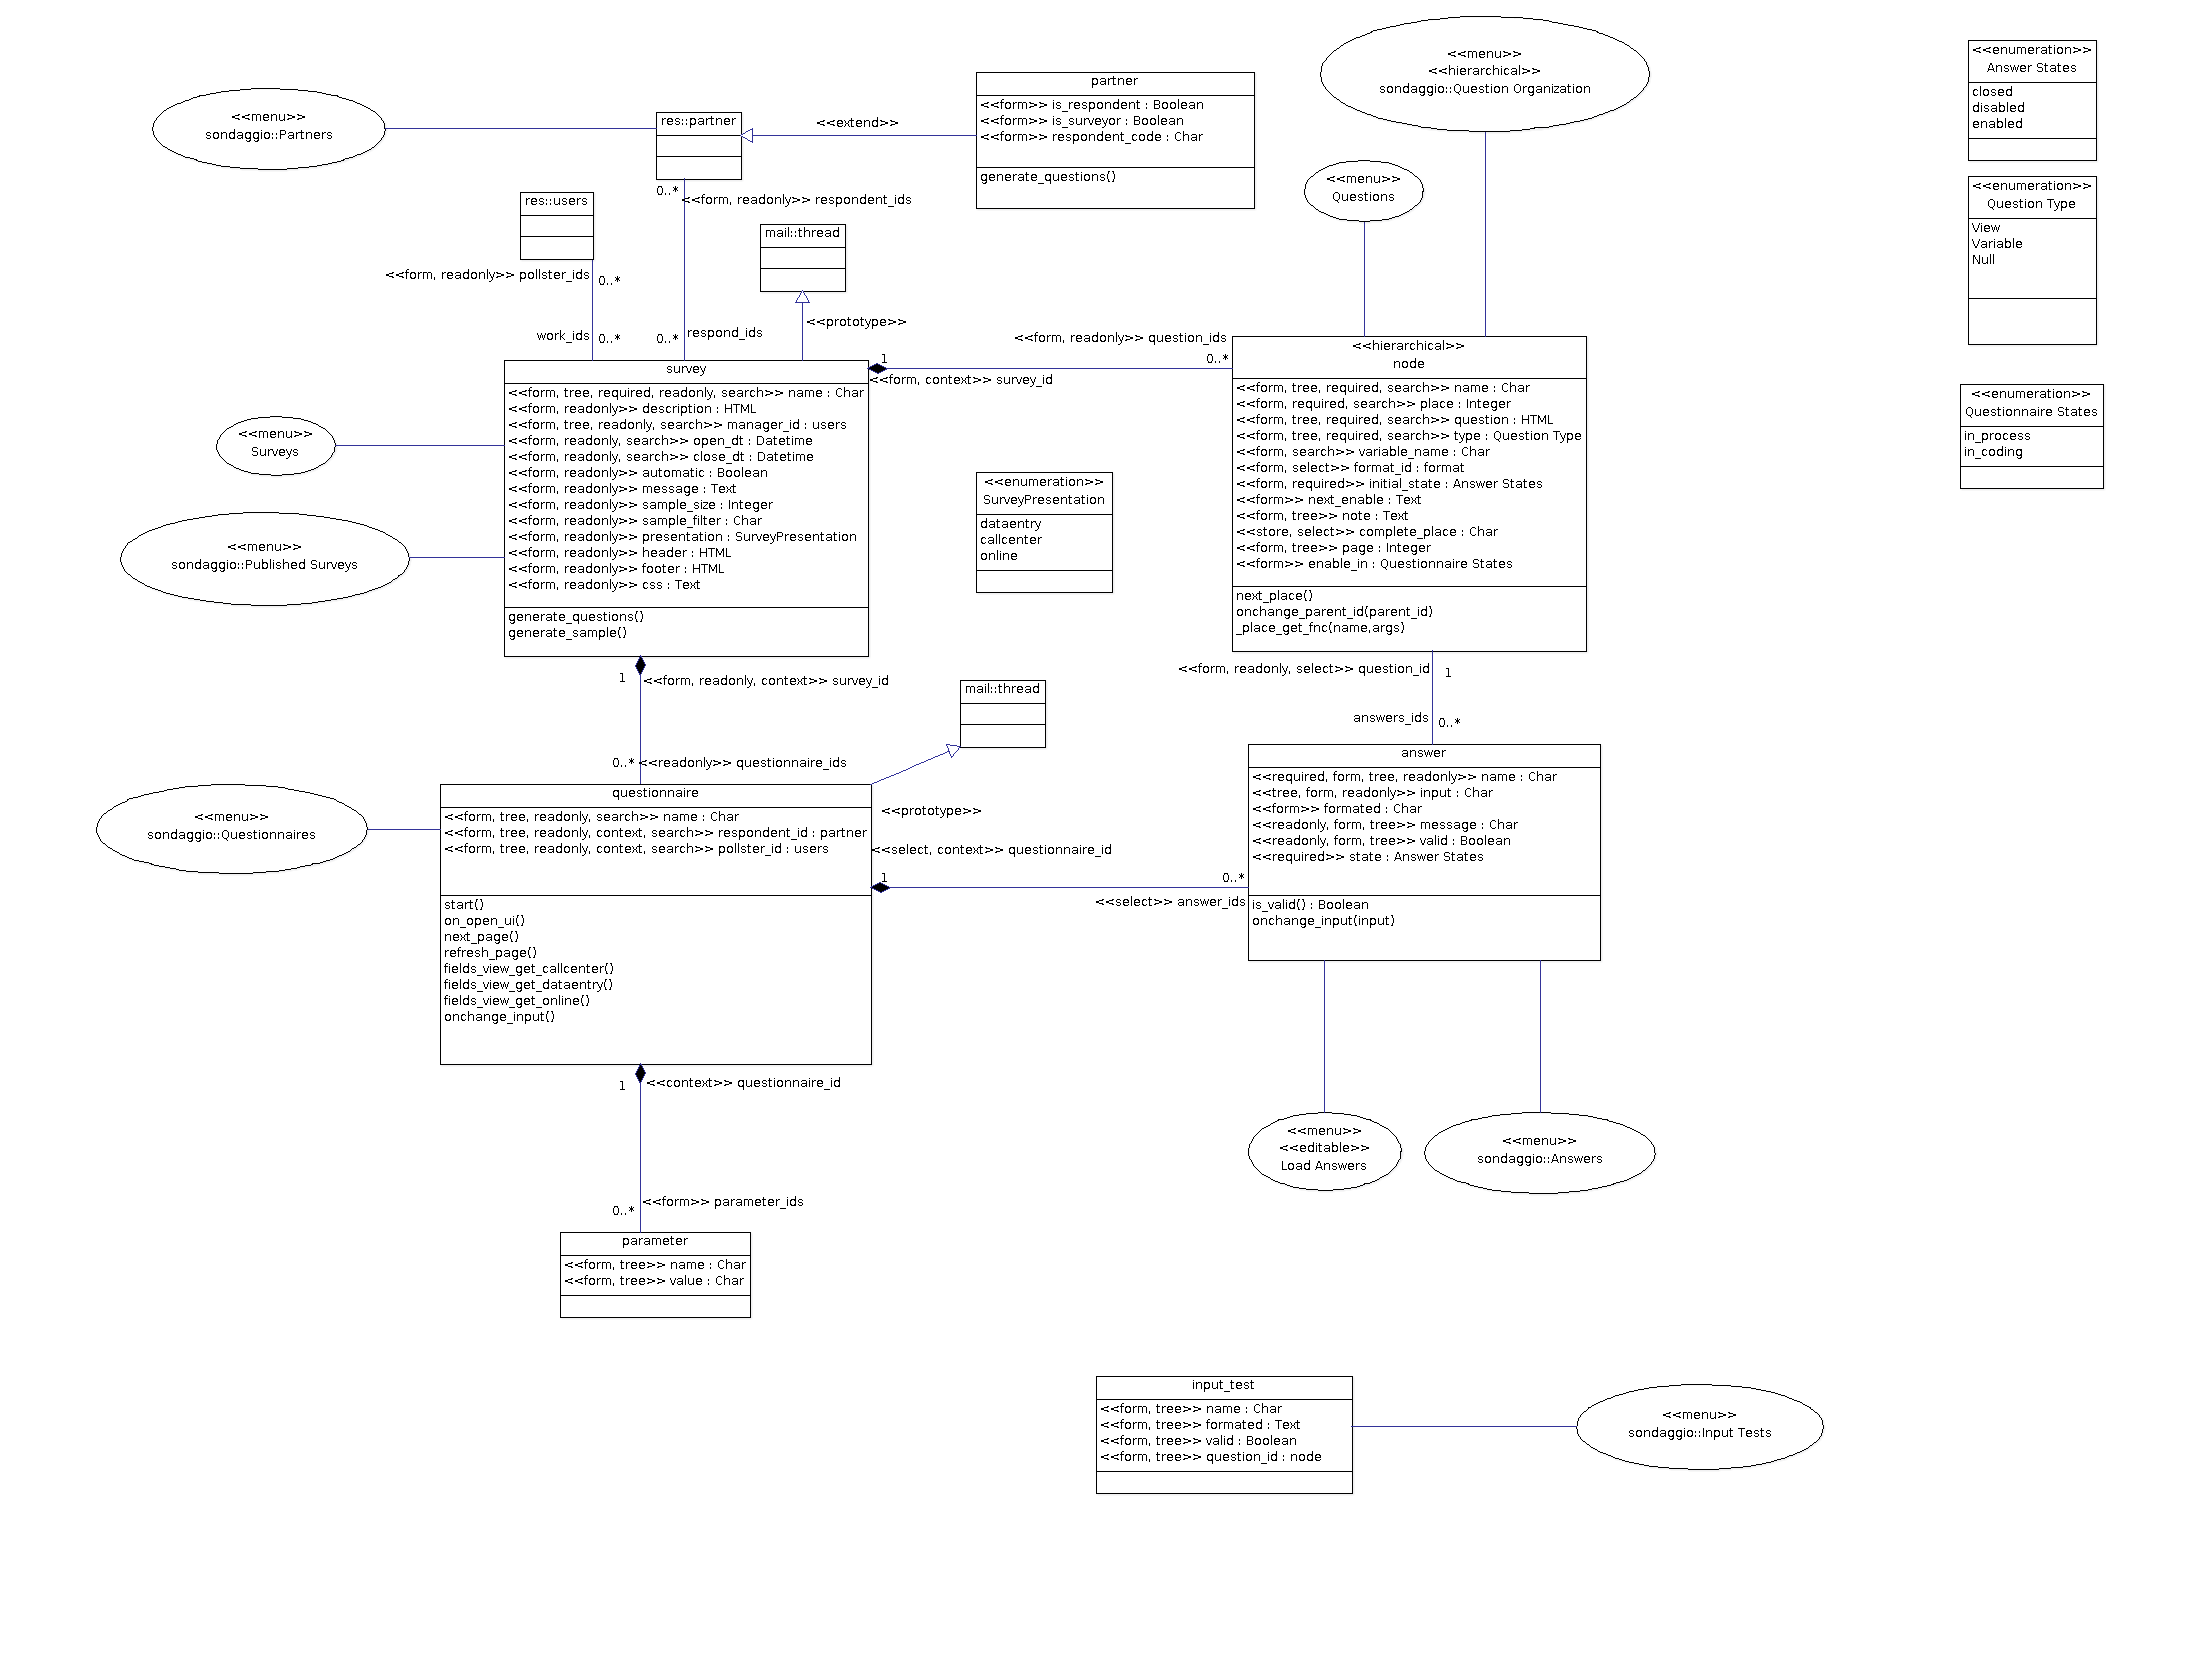 <<menu>>
sondaggio::Partners
res::partner
<<extend>>
partner
<<form>> is_respondent : Boolean
<<form>> is_surveyor : Boolean
<<form>> respondent_code : Char
generate_questions()
<<menu>>
<<hierarchical>>
sondaggio::Question Organization
<<menu>>
Questions
<<enumeration>>
Answer States
closed
disabled
enabled
<<enumeration>>
Question Type
View
Variable
Null
<<enumeration>>
Questionnaire States
in_process
in_coding
res::users
0..*
<<form, readonly>> respondent_ids
mail::thread
<<form, readonly>> pollster_ids
0..*
<<prototype>>
work_ids
0..*
0..*
respond_ids
<<form, readonly>> question_ids
1
0..*
<<form, context>> survey_id
survey
<<form, tree, required, readonly, search>> name : Char
<<form, readonly>> description : HTML
<<form, tree, readonly, search>> manager_id : users
<<form, readonly, search>> open_dt : Datetime
<<form, readonly, search>> close_dt : Datetime
<<form, readonly>> automatic : Boolean
<<form, readonly>> message : Text
<<form, readonly>> sample_size : Integer
<<form, readonly>> sample_filter : Char
<<form, readonly>> presentation : SurveyPresentation
<<form, readonly>> header : HTML
<<form, readonly>> footer : HTML
<<form, readonly>> css : Text
generate_questions()
generate_sample()
<<menu>>
Surveys
<<menu>>
sondaggio::Published Surveys
<<enumeration>>
SurveyPresentation
dataentry
callcenter
online
<<hierarchical>>
node
<<form, tree, required, search>> name : Char
<<form, required, search>> place : Integer
<<form, tree, required, search>> question : HTML
<<form, tree, required, search>> type : Question Type
<<form, search>> variable_name : Char
<<form, select>> format_id : format
<<form, required>> initial_state : Answer States
<<form>> next_enable : Text
<<form, tree>> note : Text
<<store, select>> complete_place : Char
<<form, tree>> page : Integer
<<form>> enable_in : Questionnaire States
next_place()
onchange_parent_id(parent_id)
_place_get_fnc(name,args)
1
<<form, readonly, context>> survey_id
0..*
<<readonly>> questionnaire_ids
mail::thread
<<prototype>>
<<form, readonly, select>> question_id
1
answers_ids
0..*
<<menu>>
sondaggio::Questionnaires
questionnaire
<<form, tree, readonly, search>> name : Char
<<form, tree, readonly, context, search>> respondent_id : partner
<<form, tree, readonly, context, search>> pollster_id : users
start()
on_open_ui()
next_page()
refresh_page()
fields_view_get_callcenter()
fields_view_get_dataentry()
fields_view_get_online()
onchange_input()
<<select, context>> questionnaire_id
1
0..*
<<select>> answer_ids
answer
<<required, form, tree, readonly>> name : Char
<<tree, form, readonly>> input : Char
<<form>> formated : Char
<<readonly, form, tree>> message : Char
<<readonly, form, tree>> valid : Boolean
<<required>> state : Answer States
is_valid() : Boolean
onchange_input(input)
1
<<context>> questionnaire_id
<<form>> parameter_ids
0..*
parameter
<<form, tree>> name : Char
<<form, tree>> value : Char
<<menu>>
<<editable>>
Load Answers
<<menu>>
sondaggio::Answers
input_test
<<form, tree>> name : Char
<<form, tree>> formated : Text
<<form, tree>> valid : Boolean
<<form, tree>> question_id : node
<<menu>>
sondaggio::Input Tests